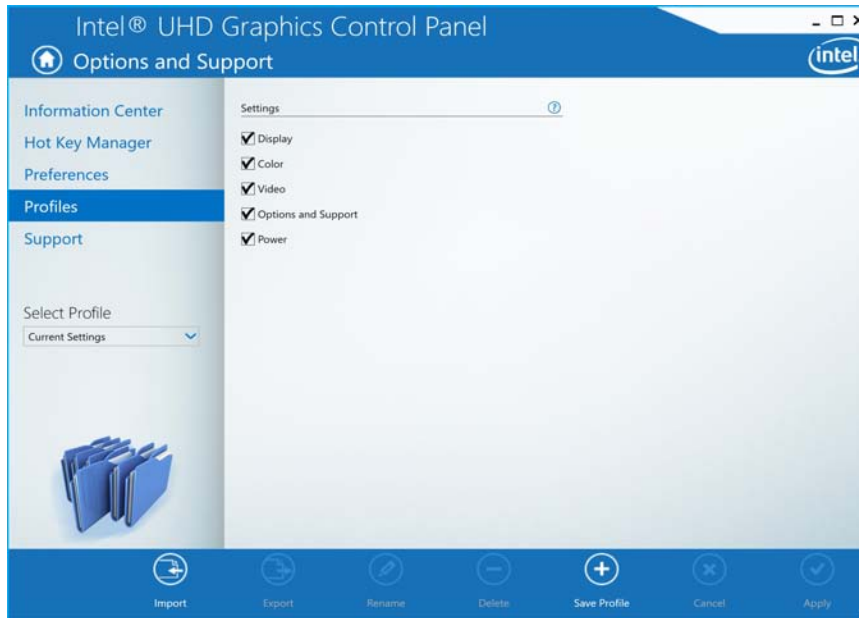 Intel® UHD Graphics Control Panel
Options and Support
intel
Information Center
Hot Key Manager
Preferences
Profiles
Support
Select Profile
Current Settings
Settings
?
Display
Color
Video
Options and Support
Power
Import
Export
Rename
Delete
Save Profile
Cancel
Apply